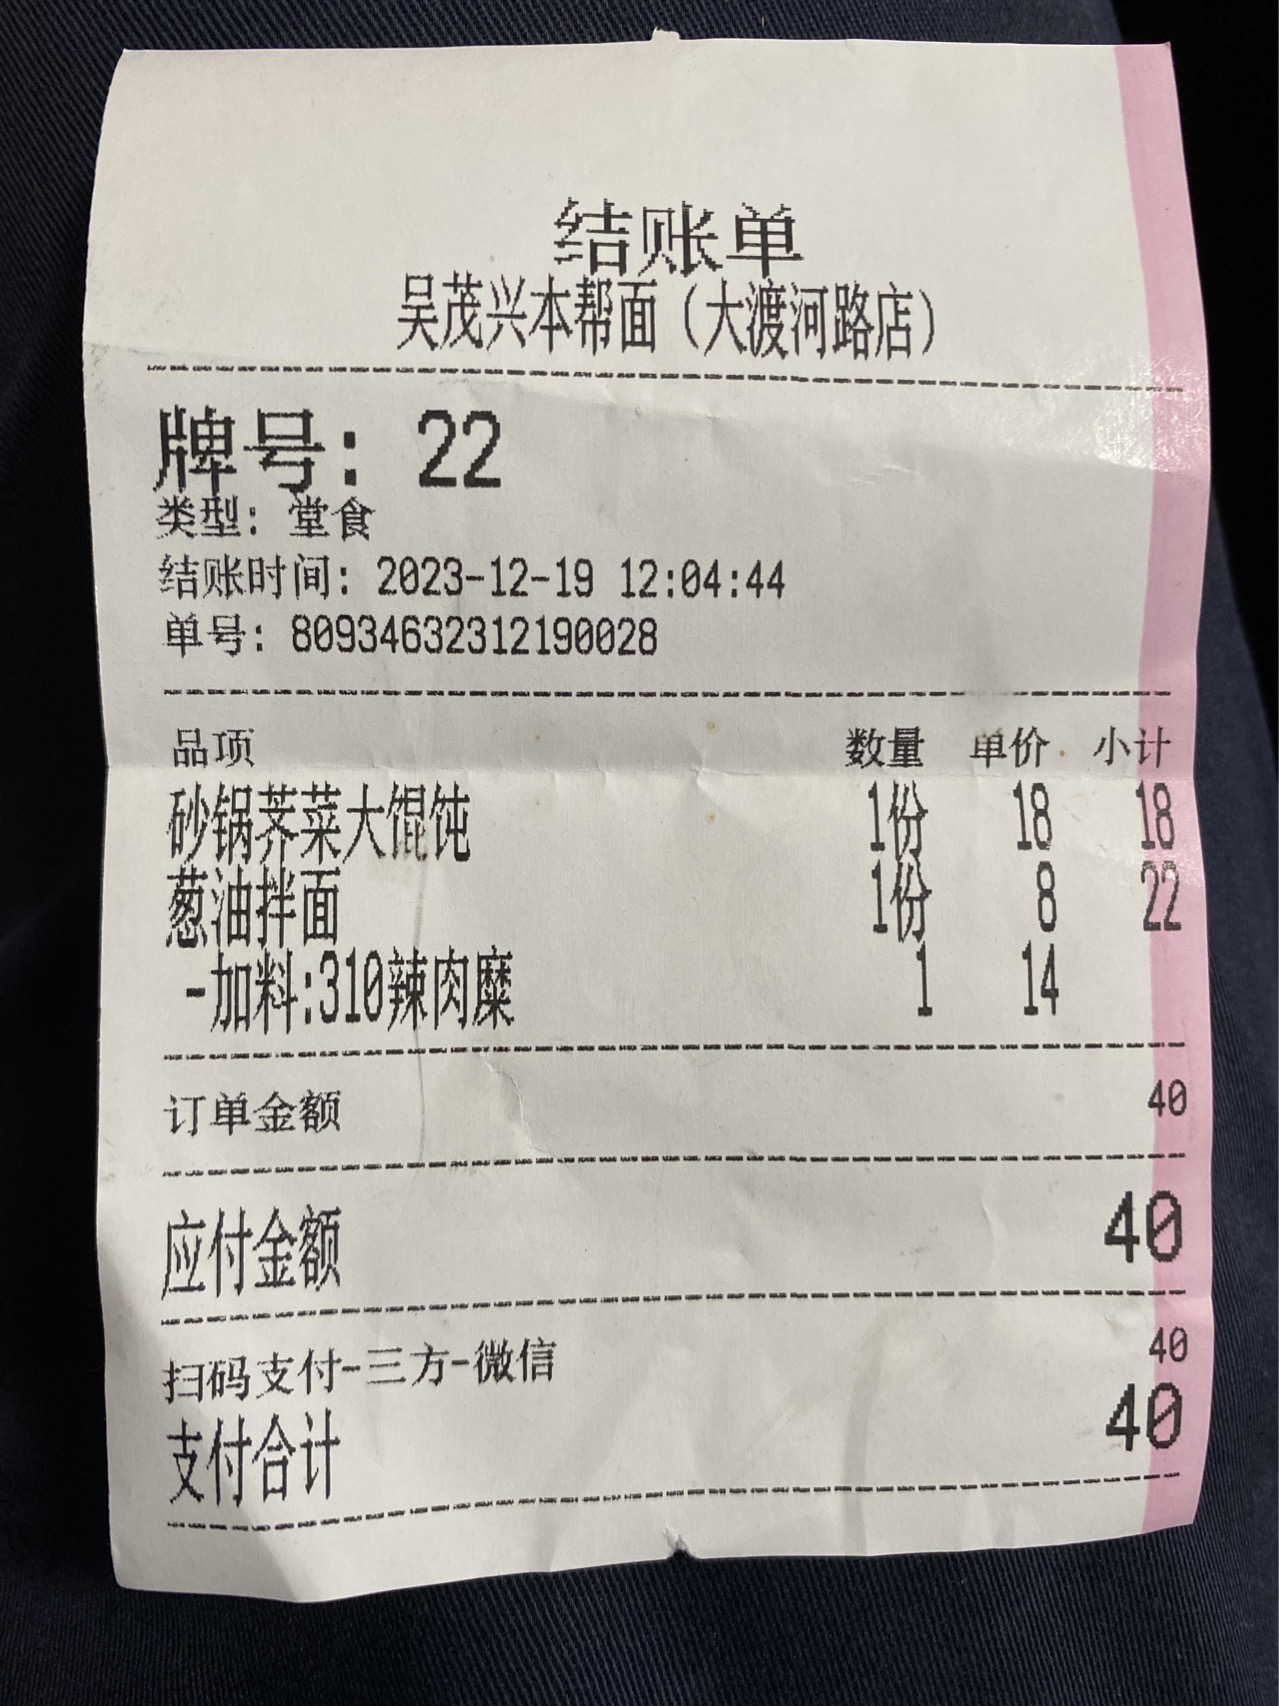 结账单
吴茂兴本帮面（大渡河路店）
牌号: 22
类型: 堂食
结账时间: 2023-12-19 12:04:44
单号: 80934632312190028
品项 数量 单价 小计
砂锅荠菜大馄饨 1份 18 18
葱油拌面 1份 8 22
-加料:310辣肉糜 1 14
订单金额 40
应付金额 40
扫码支付-三方-微信 40
支付合计 40